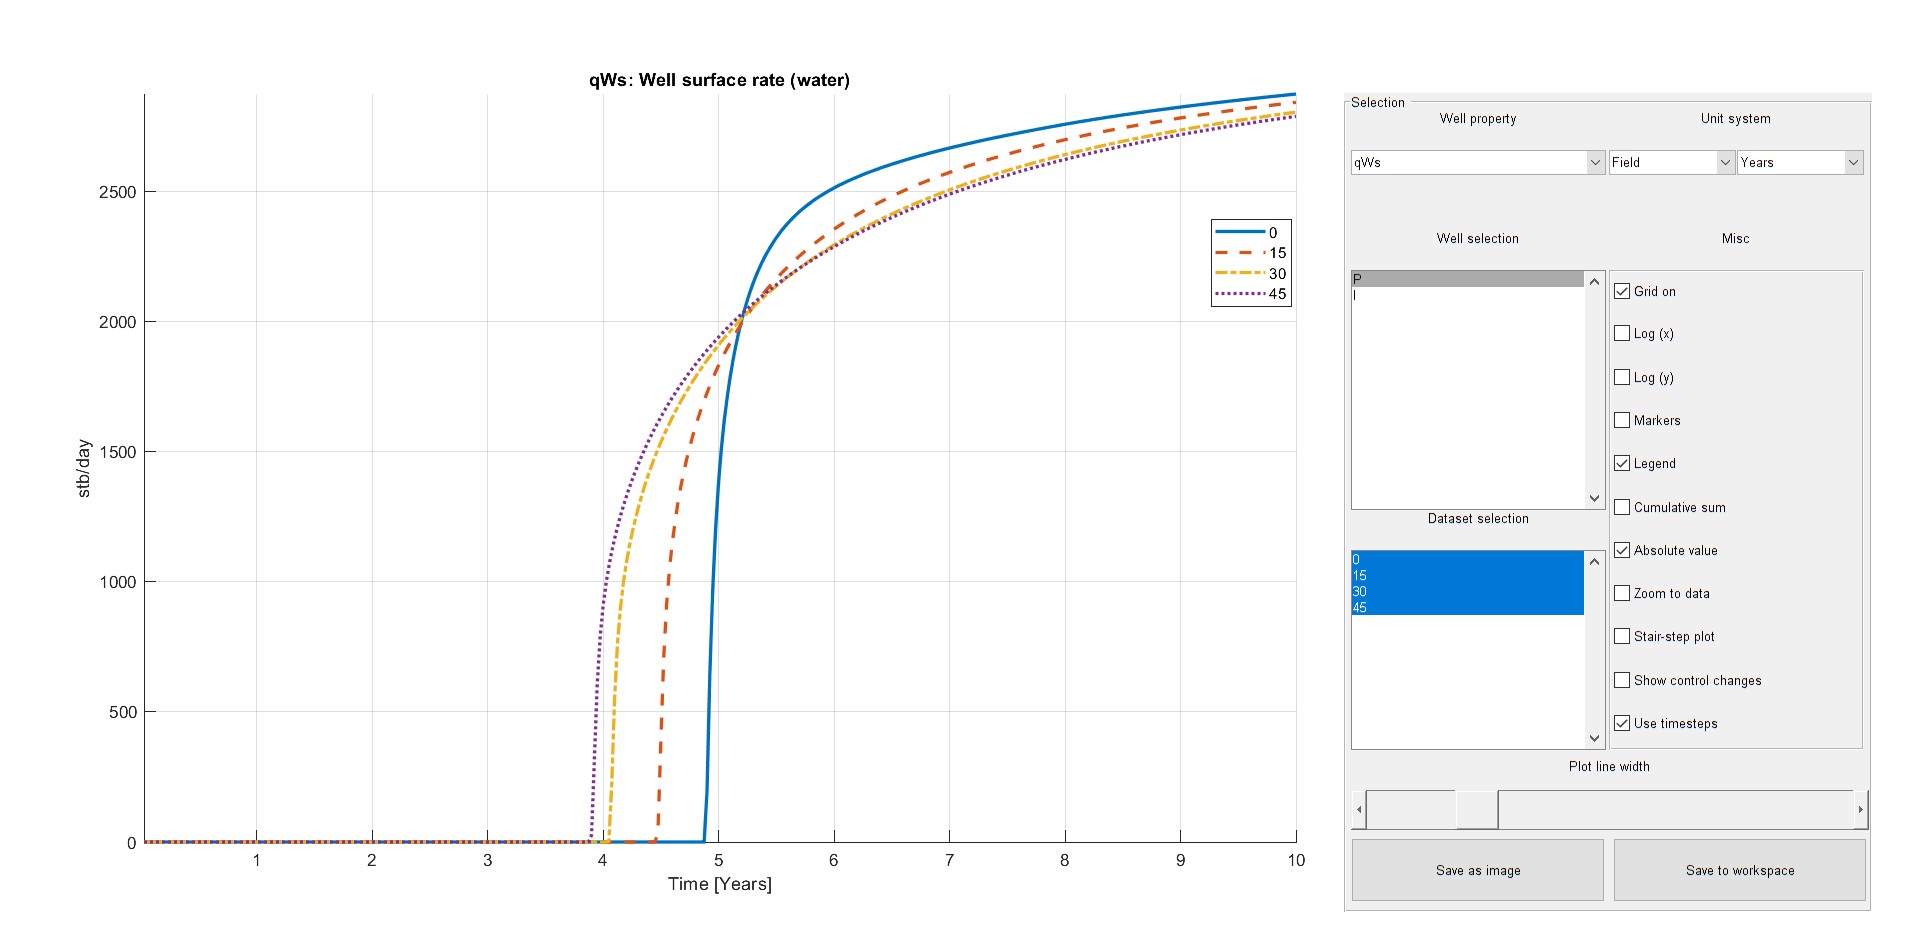 qWs: Well surface rate (water)
stb/day
2500
2000
1500
1000
500
0
1 2 3 4 5 6 7 8 9 10
Time [Years]
0
15
30
45
Selection
Well property Unit system
qWs Field Years
Well selection Misc
P
I
Grid on
Log (x)
Log (y)
Markers
Legend
Cumulative sum
Absolute value
Zoom to data
Stair-step plot
Show control changes
Use timesteps
Dataset selection
0
15
30
45
Plot line width
Save as image Save to workspace